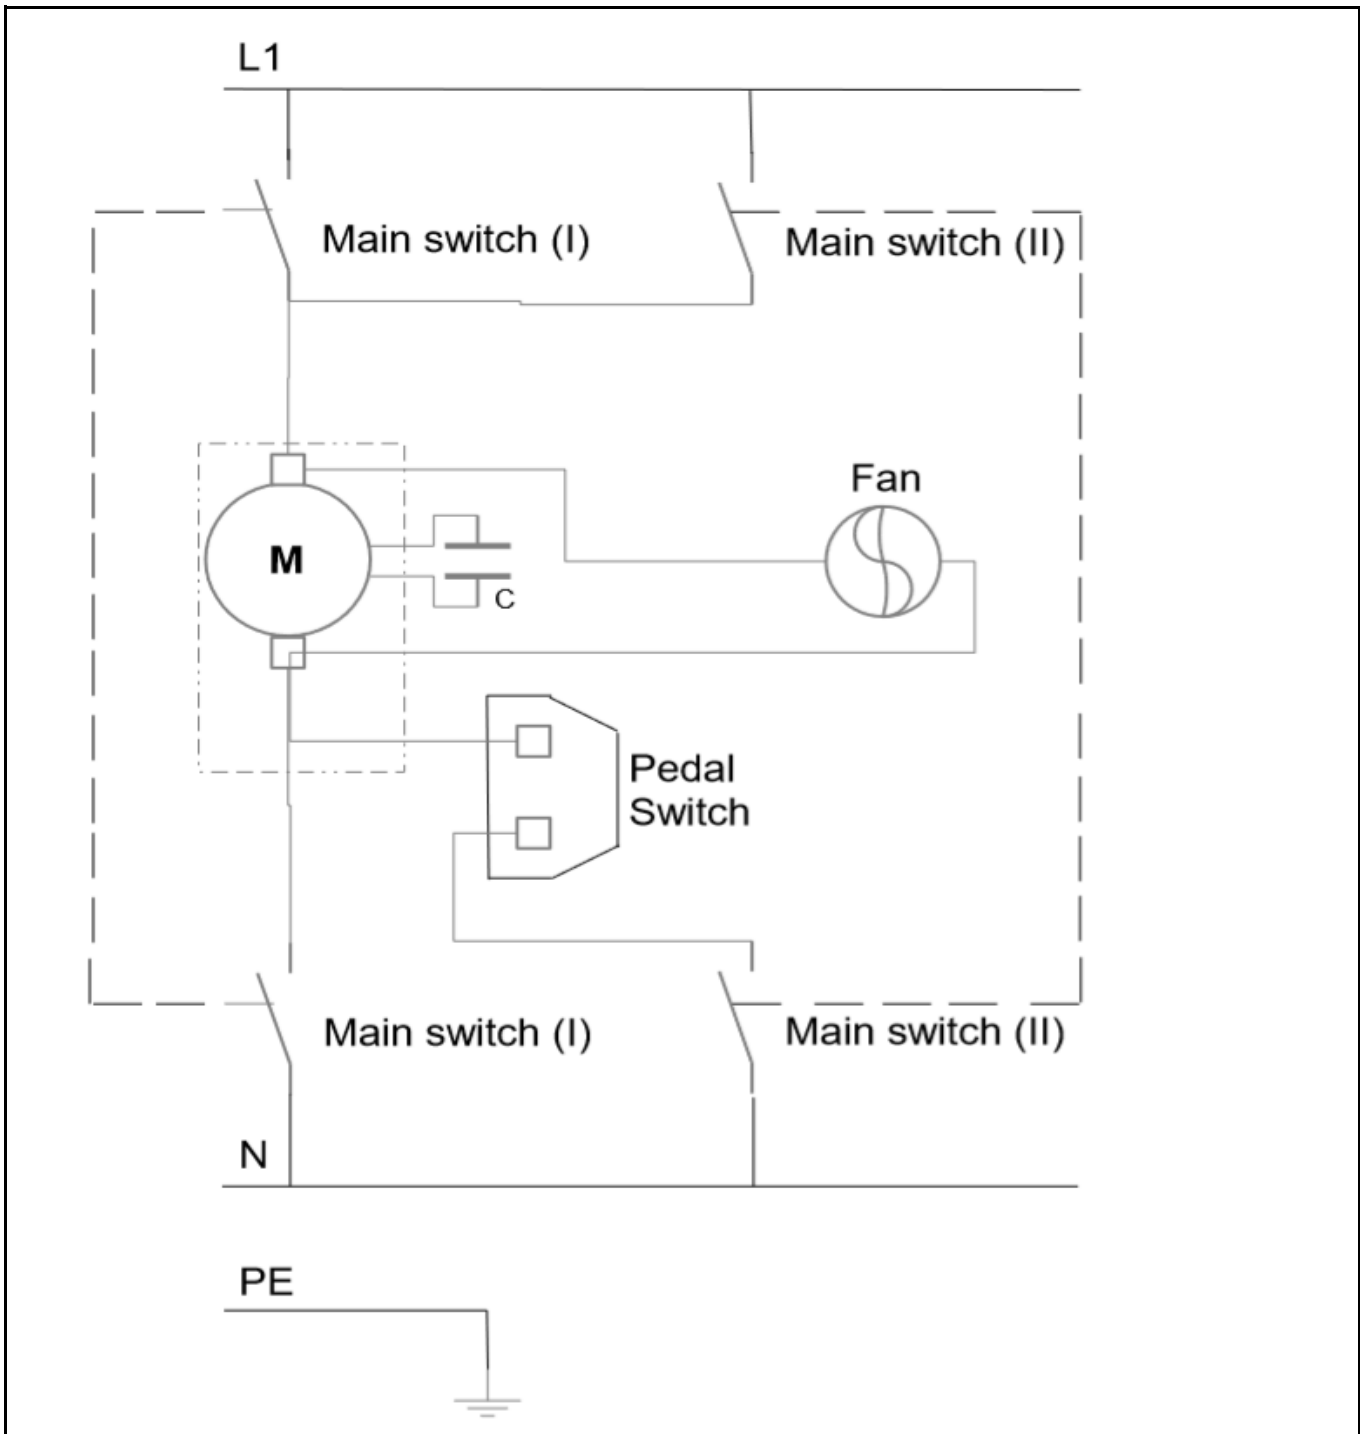 L1
Main switch (I)
Main switch (II)
Fan
M
C
Pedal
Switch
Main switch (I)
Main switch (II)
N
PE